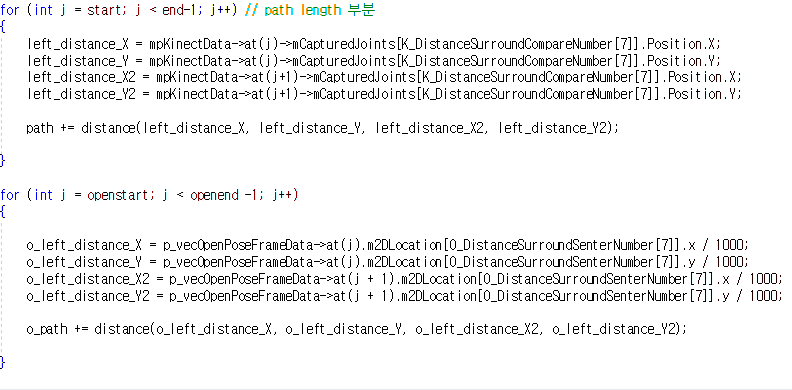 for (int j = start; j < end-1; j++) // path length 부분
{
left_distance_X = mpKinectData->at(j)->mCapturedJoints[K_DistanceSurroundCompareNumber[7]].Position.X;
left_distance_Y = mpKinectData->at(j)->mCapturedJoints[K_DistanceSurroundCompareNumber[7]].Position.Y;
left_distance_X2 = mpKinectData->at(j+1)->mCapturedJoints[K_DistanceSurroundCompareNumber[7]].Position.X;
left_distance_Y2 = mpKinectData->at(j+1)->mCapturedJoints[K_DistanceSurroundCompareNumber[7]].Position.Y;
path += distance(left_distance_X, left_distance_Y, left_distance_X2, left_distance_Y2);
}
for (int j = openstart; j < openend -1; j++)
{
o_left_distance_X = p_vecOpenPoseFrameData->at(j).m2DLocation[O_DistanceSurroundSenterNumber[7]].x / 1000;
o_left_distance_Y = p_vecOpenPoseFrameData->at(j).m2DLocation[O_DistanceSurroundSenterNumber[7]].y / 1000;
o_left_distance_X2 = p_vecOpenPoseFrameData->at(j + 1).m2DLocation[O_DistanceSurroundSenterNumber[7]].x / 1000;
o_left_distance_Y2 = p_vecOpenPoseFrameData->at(j + 1).m2DLocation[O_DistanceSurroundSenterNumber[7]].y / 1000;
o_path += distance(o_left_distance_X, o_left_distance_Y, o_left_distance_X2, o_left_distance_Y2);
}